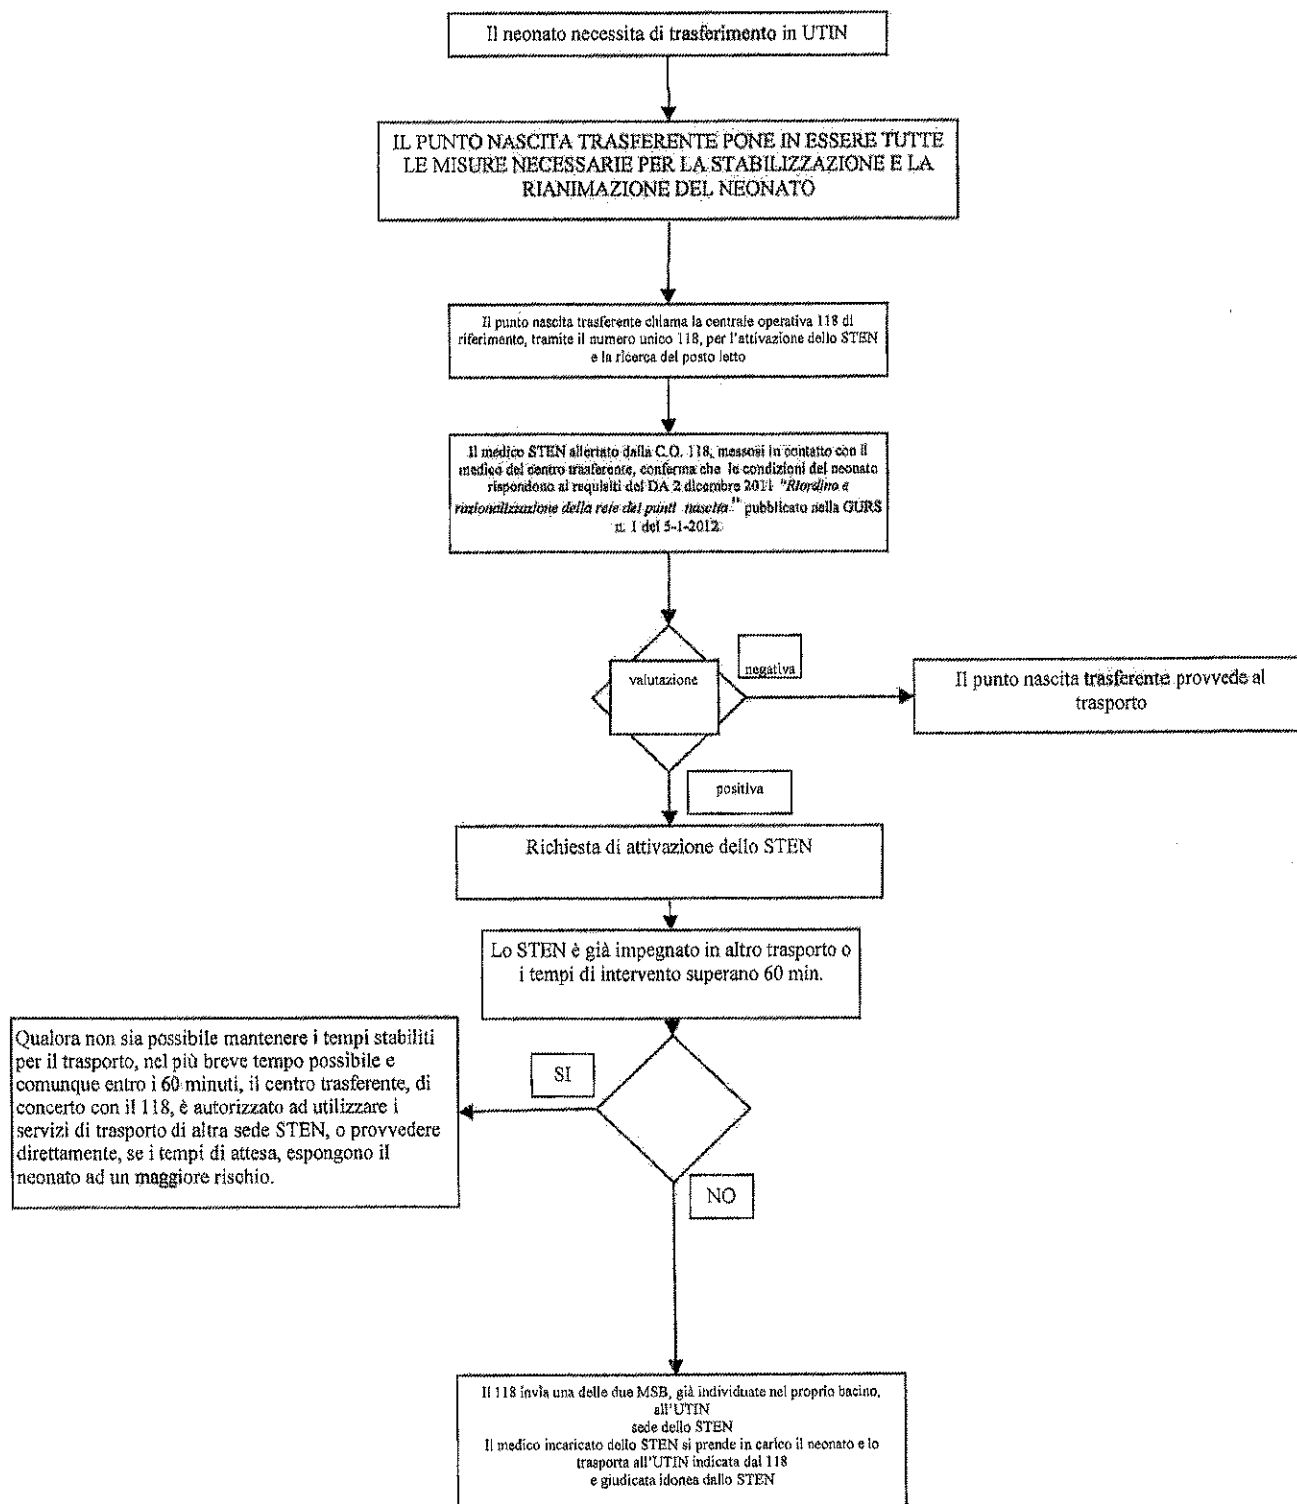 Il neonato necessita di trasferimento in UTIN
IL PUNTO NASCITA TRASFERENTE PONE IN ESSERE TUTTE
LE MISURE NECESSARIE PER LA STABILIZZAZIONE E LA
RIANIMAZIONE DEL NEONATO
Il punto nascita trasferente chiama la centrale operativa 118 di
riferimento, tramite il numero unico 118, per l'attivazione dello STEN
e la ricerca del posto letto
Il medico STEN allertato dalla C.O. 118, messosi in contatto con il
medico del centro trasferente, conferma che le condizioni del neonato
rispondono ai requisiti del DA 2 dicembre 2011 "Riordino e
razionalizzazione della rete dei punti nascita." pubblicato nella GURS
n. 1 del 5-1-2012
valutazione
negativa
Il punto nascita trasferente provvede al
trasporto
positiva
Richiesta di attivazione dello STEN
Lo STEN è già impegnato in altro trasporto o
i tempi di intervento superano 60 min.
Qualora non sia possibile mantenere i tempi stabiliti
per il trasporto, nel più breve tempo possibile e
comunque entro i 60 minuti, il centro trasferente, di
concerto con il 118, è autorizzato ad utilizzare i
servizi di trasporto di altra sede STEN, o provvedere
direttamente, se i tempi di attesa, espongono il
neonato ad un maggiore rischio.
SI
NO
Il 118 invia una delle due MSB, già individuate nel proprio bacino,
all'UTIN
sede dello STEN
Il medico incaricato dello STEN si prende in carico il neonato e lo
trasporta all'UTIN indicata dal 118
e giudicata idonea dallo STEN